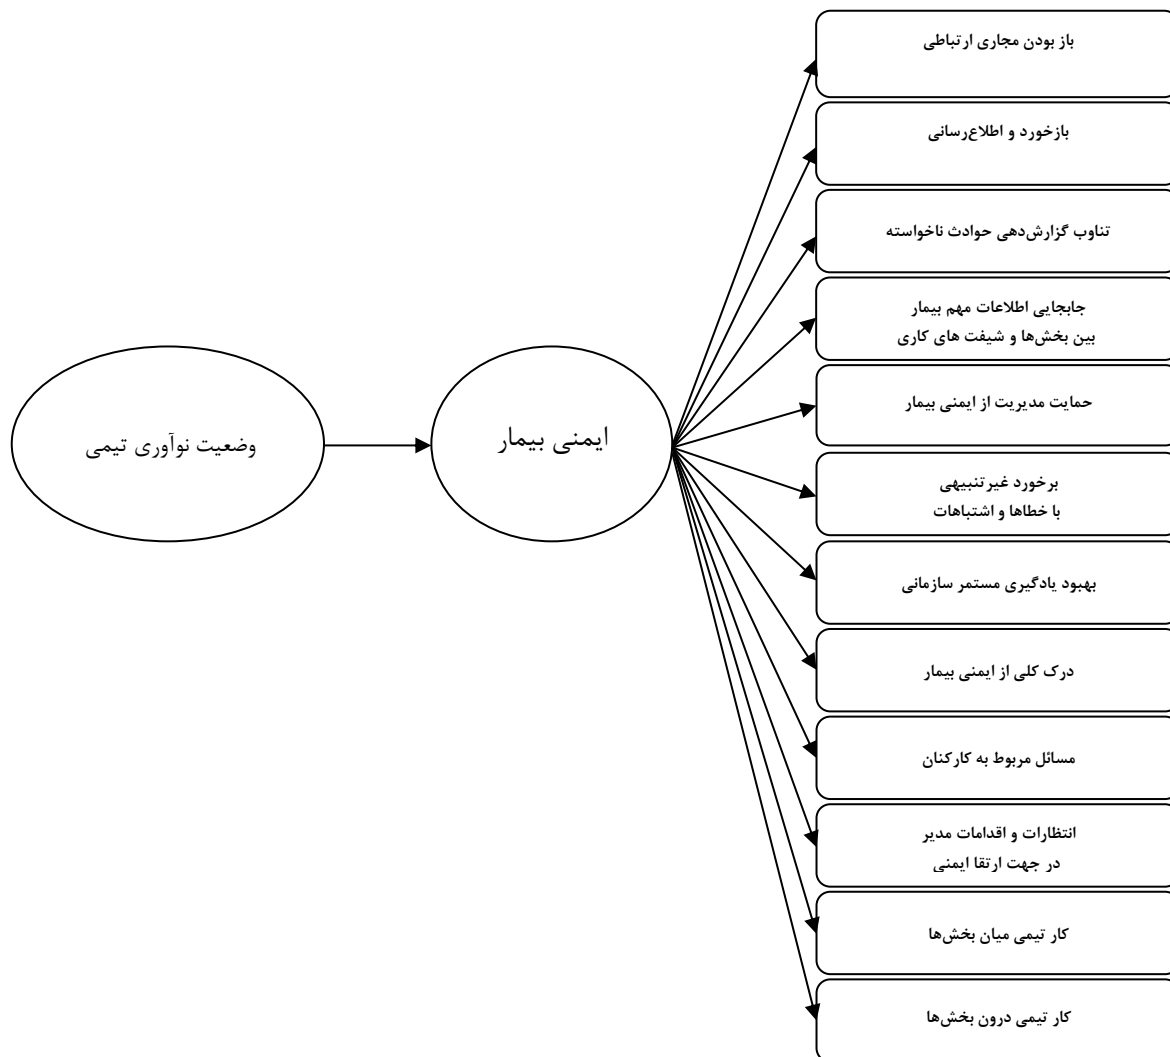 باز بودن مجاری ارتباطی
بازخورد و اطلاع‌رسانی
تناوب گزارش‌دهی حوادث ناخواسته
جابجایی اطلاعات مهم بیمار
بین بخش‌ها و شیفت های کاری
حمایت مدیریت از ایمنی بیمار
برخورد غیرتنبیهی
با خطاها و اشتباهات
بهبود یادگیری مستمر سازمانی
درک کلی از ایمنی بیمار
مسائل مربوط به کارکنان
انتظارات و اقدامات مدیر
در جهت ارتقا ایمنی
کار تیمی میان بخش‌ها
کار تیمی درون بخش‌ها
ایمنی بیمار
وضعیت نوآوری تیمی